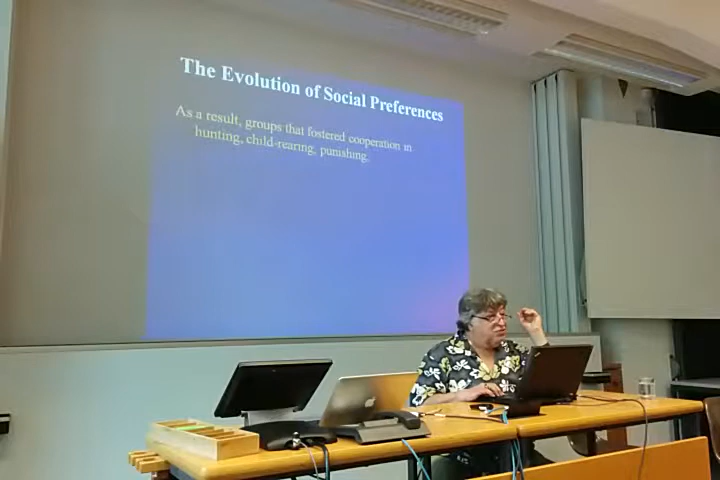 The Evolution of Social Preferences
As a result, groups that fostered cooperation in
hunting, child-rearing, punishing,